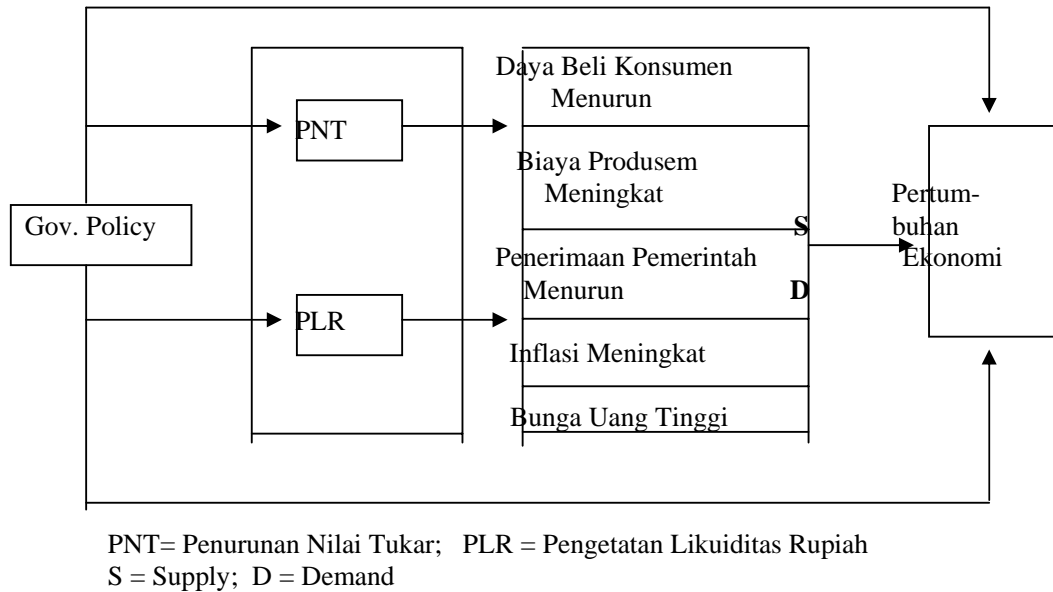 Gov. Policy
PNT
PLR
Daya Beli Konsumen
Menurun
Biaya Produsem
Meningkat
S
Penerimaan Pemerintah
Menurun
D
Inflasi Meningkat
Bunga Uang Tinggi
Pertum-
buhan
Ekonomi
PNT= Penurunan Nilai Tukar; PLR = Pengetatan Likuiditas Rupiah
S = Supply; D = Demand